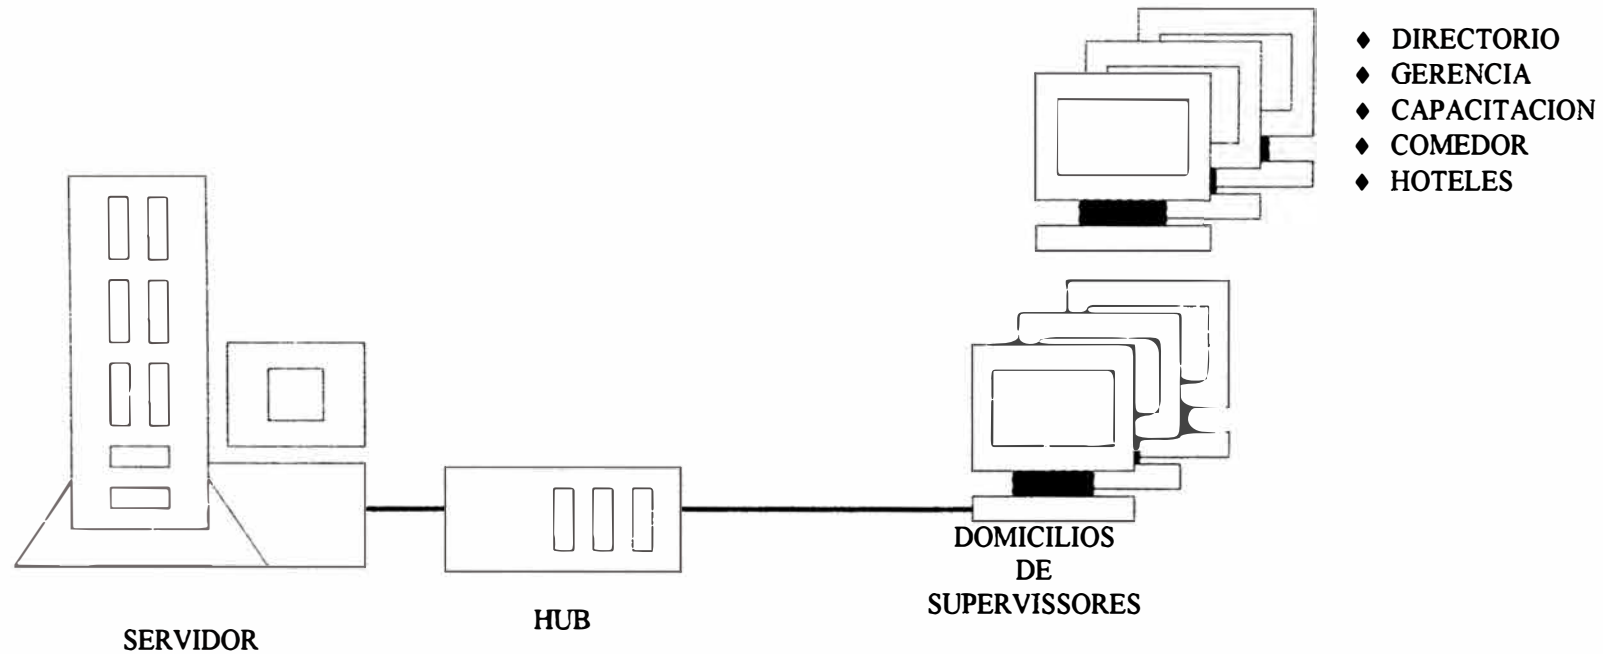 ♦ DIRECTORIO
♦ GERENCIA
♦ CAPACITACION
♦ COMEDOR
♦ HOTELES
DOMICILIOS
DE
SUPERVISSORES
HUB
SERVIDOR